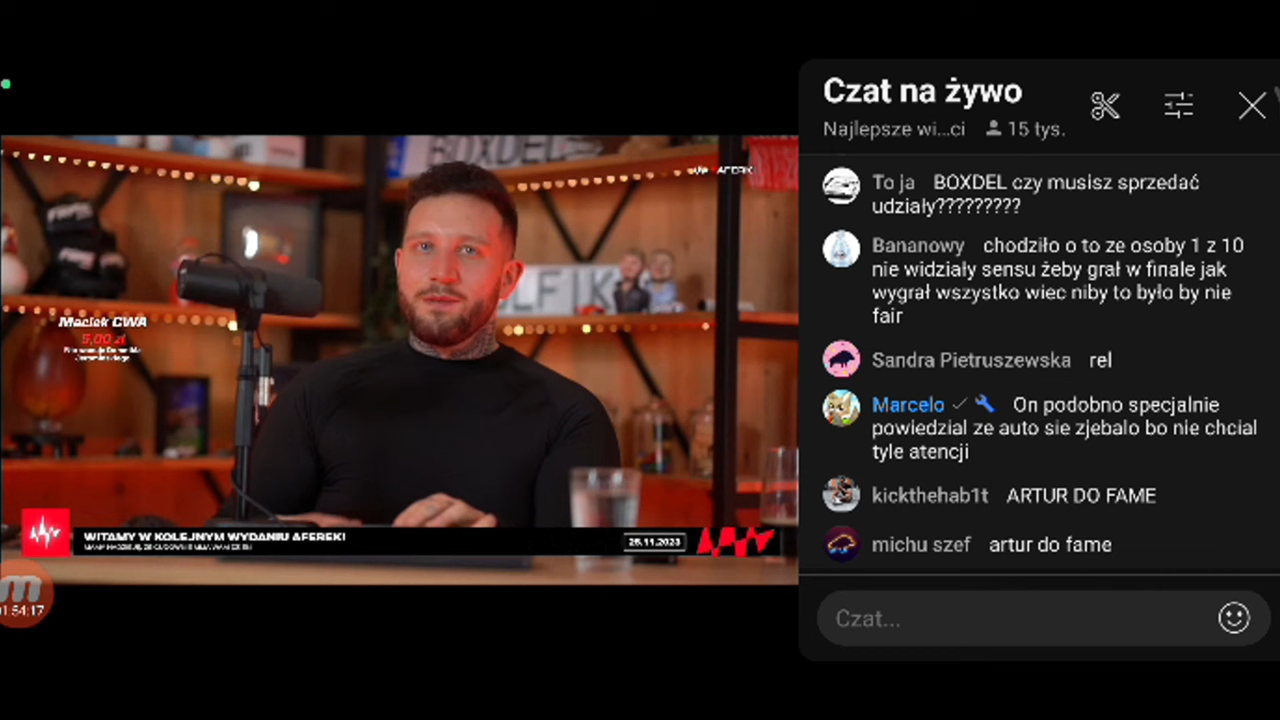 Czat na żywo
Najlepsze wi...ci 15 tys.
BOXDEL
AFERKI
To ja BOXDEL czy musisz sprzedać
udziały?????????
Bananowy chodziło o to ze osoby 1 z 10
nie widziały sensu żeby grał w finale jak
wygrał wszystko wiec niby to było by nie
fair
LFIK
Maciek CWA
5,00 zł
Sandra Pietruszewska rel
Marcelo On podobno specjalnie
powiedzial ze auto sie zjebalo bo nie chcial
tyle atencji
kickthehab1t ARTUR DO FAME
michu szef artur do fame
WITAMY W KOLEJNYM WYDANIU AFEREK!
25.11.2023
01:54:17
Czat...